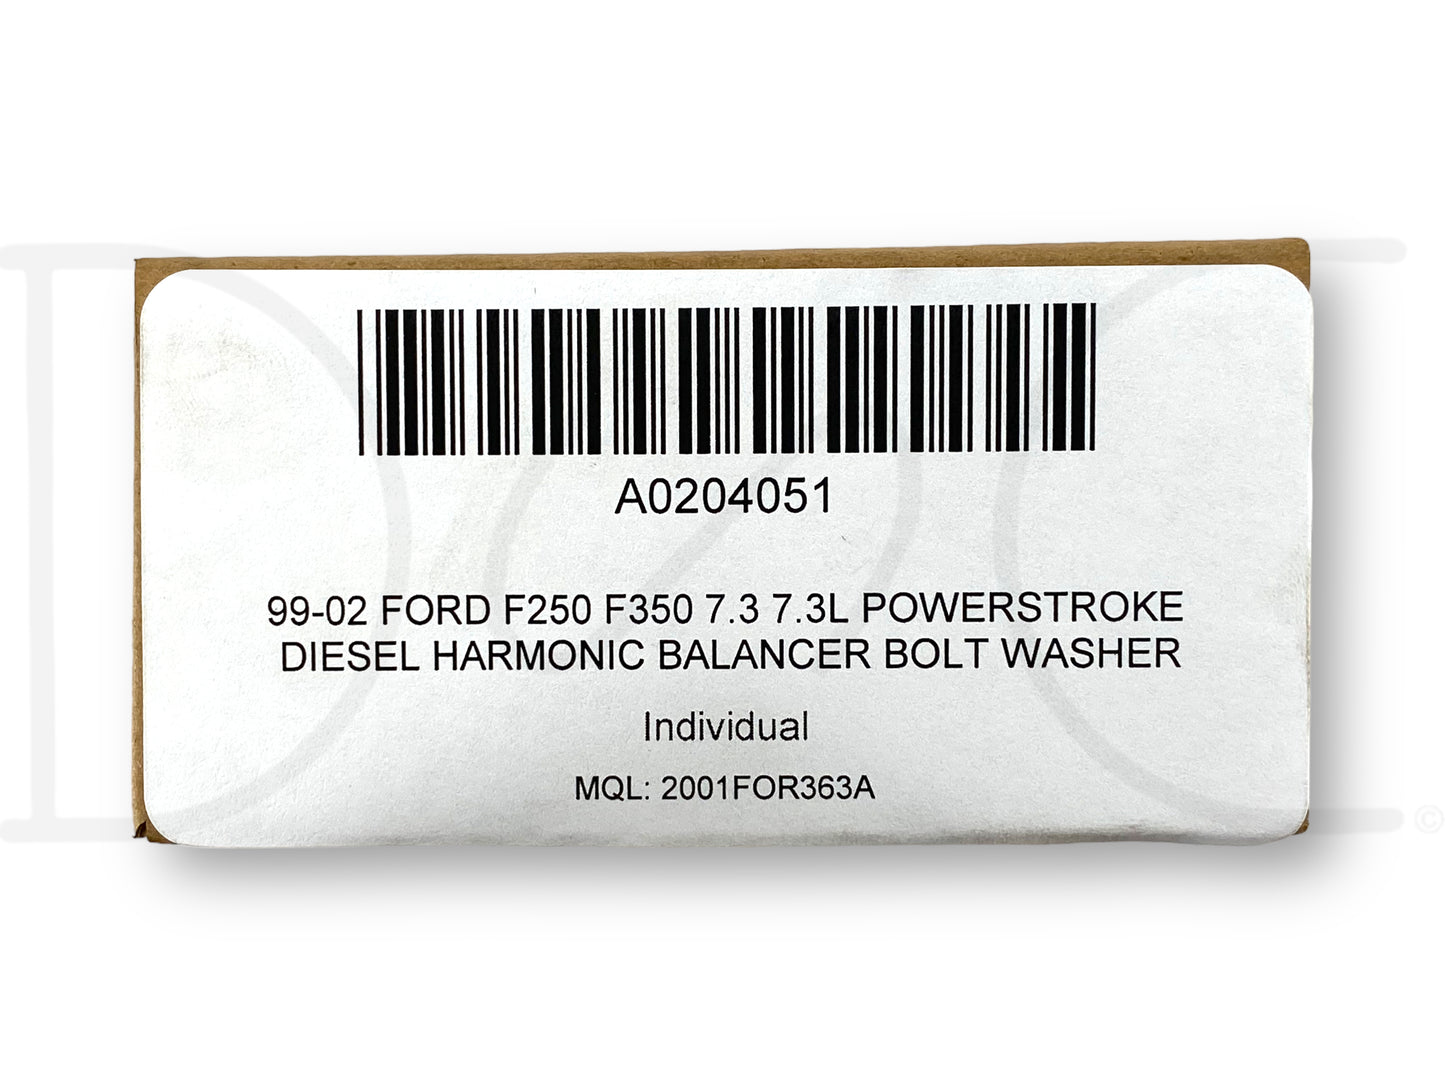 A0204051
99-02 FORD F250 F350 7.3 7.3L POWERSTROKE
DIESEL HARMONIC BALANCER BOLT WASHER
Individual
MQL: 2001FOR363A
©